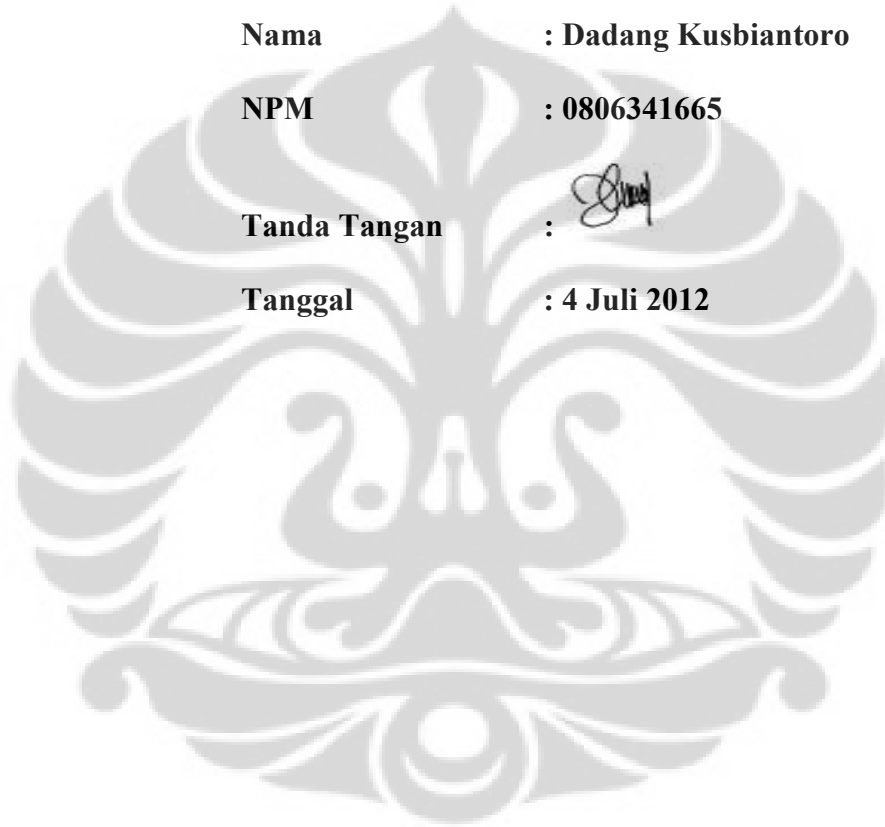 Nama : Dadang Kusbiantoro
NPM : 0806341665
Tanda Tangan :
Tanggal : 4 Juli 2012